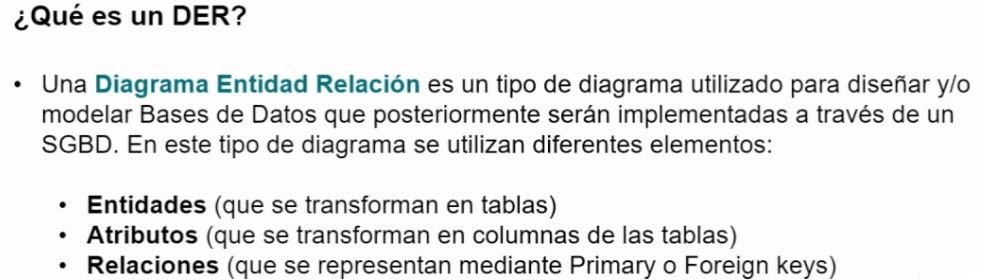 ¿Qué es un DER?
• Una Diagrama Entidad Relación es un tipo de diagrama utilizado para diseñar y/o
modelar Bases de Datos que posteriormente serán implementadas a través de un
SGBD. En este tipo de diagrama se utilizan diferentes elementos:
• Entidades (que se transforman en tablas)
• Atributos (que se transforman en columnas de las tablas)
• Relaciones (que se representan mediante Primary o Foreign keys)